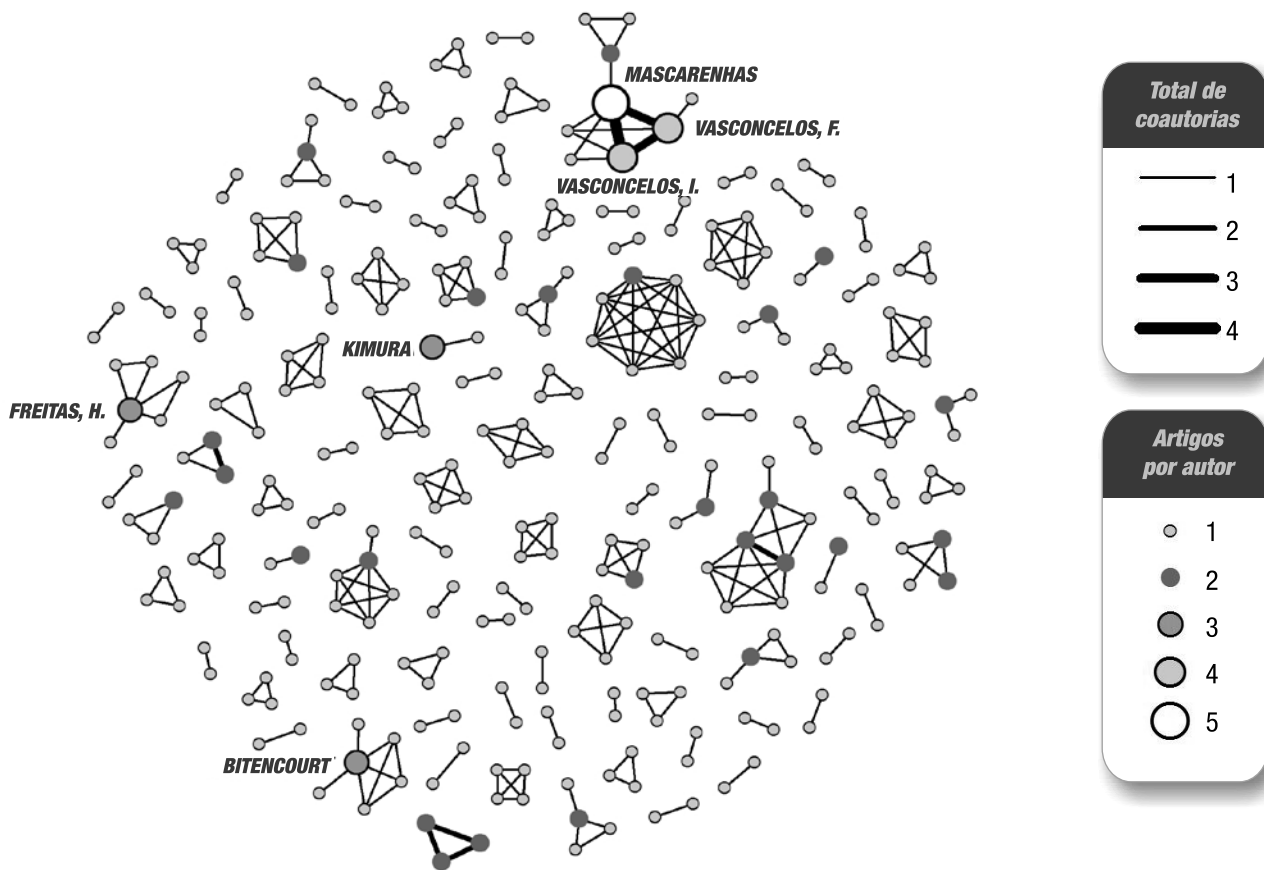 MASCARENHAS
VASCONCELOS, F.
VASCONCELOS, I.
KIMURA
FREITAS, H.
BITENCOURT
Total de
coautorias
1
2
3
4
Artigos
por autor
1
2
3
4
5